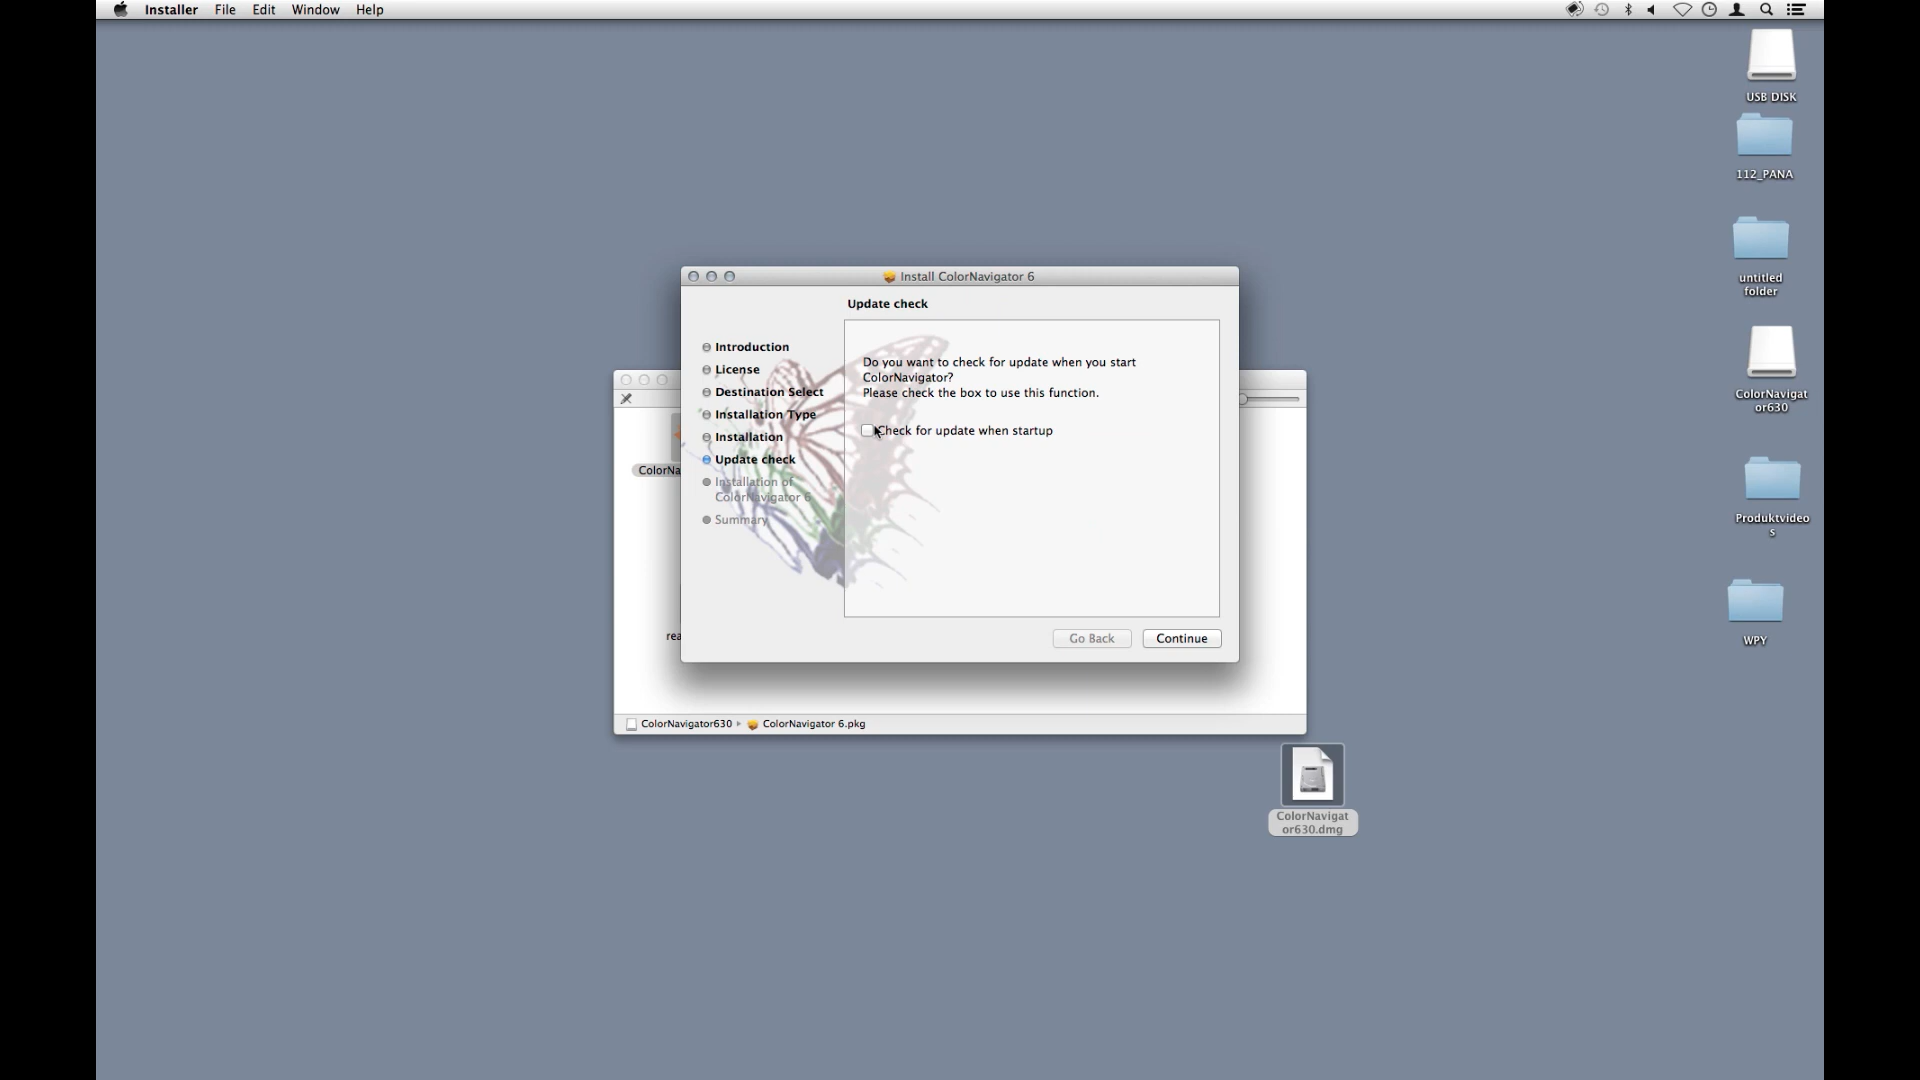 Installer File Edit Window Help
USB DISK
112_PANA
untitled
folder
ColorNavigat
or630
Produktvideo
s
WPY
Install ColorNavigator 6
Update check
Introduction
License
Destination Select
Installation Type
Installation
Update check
Installation of
ColorNavigator 6
Summary
Do you want to check for update when you start
ColorNavigator?
Please check the box to use this function.
Check for update when startup
Go Back Continue
ColorNa
rea
ColorNavigator630 ColorNavigator 6.pkg
ColorNavigat
or630.dmg